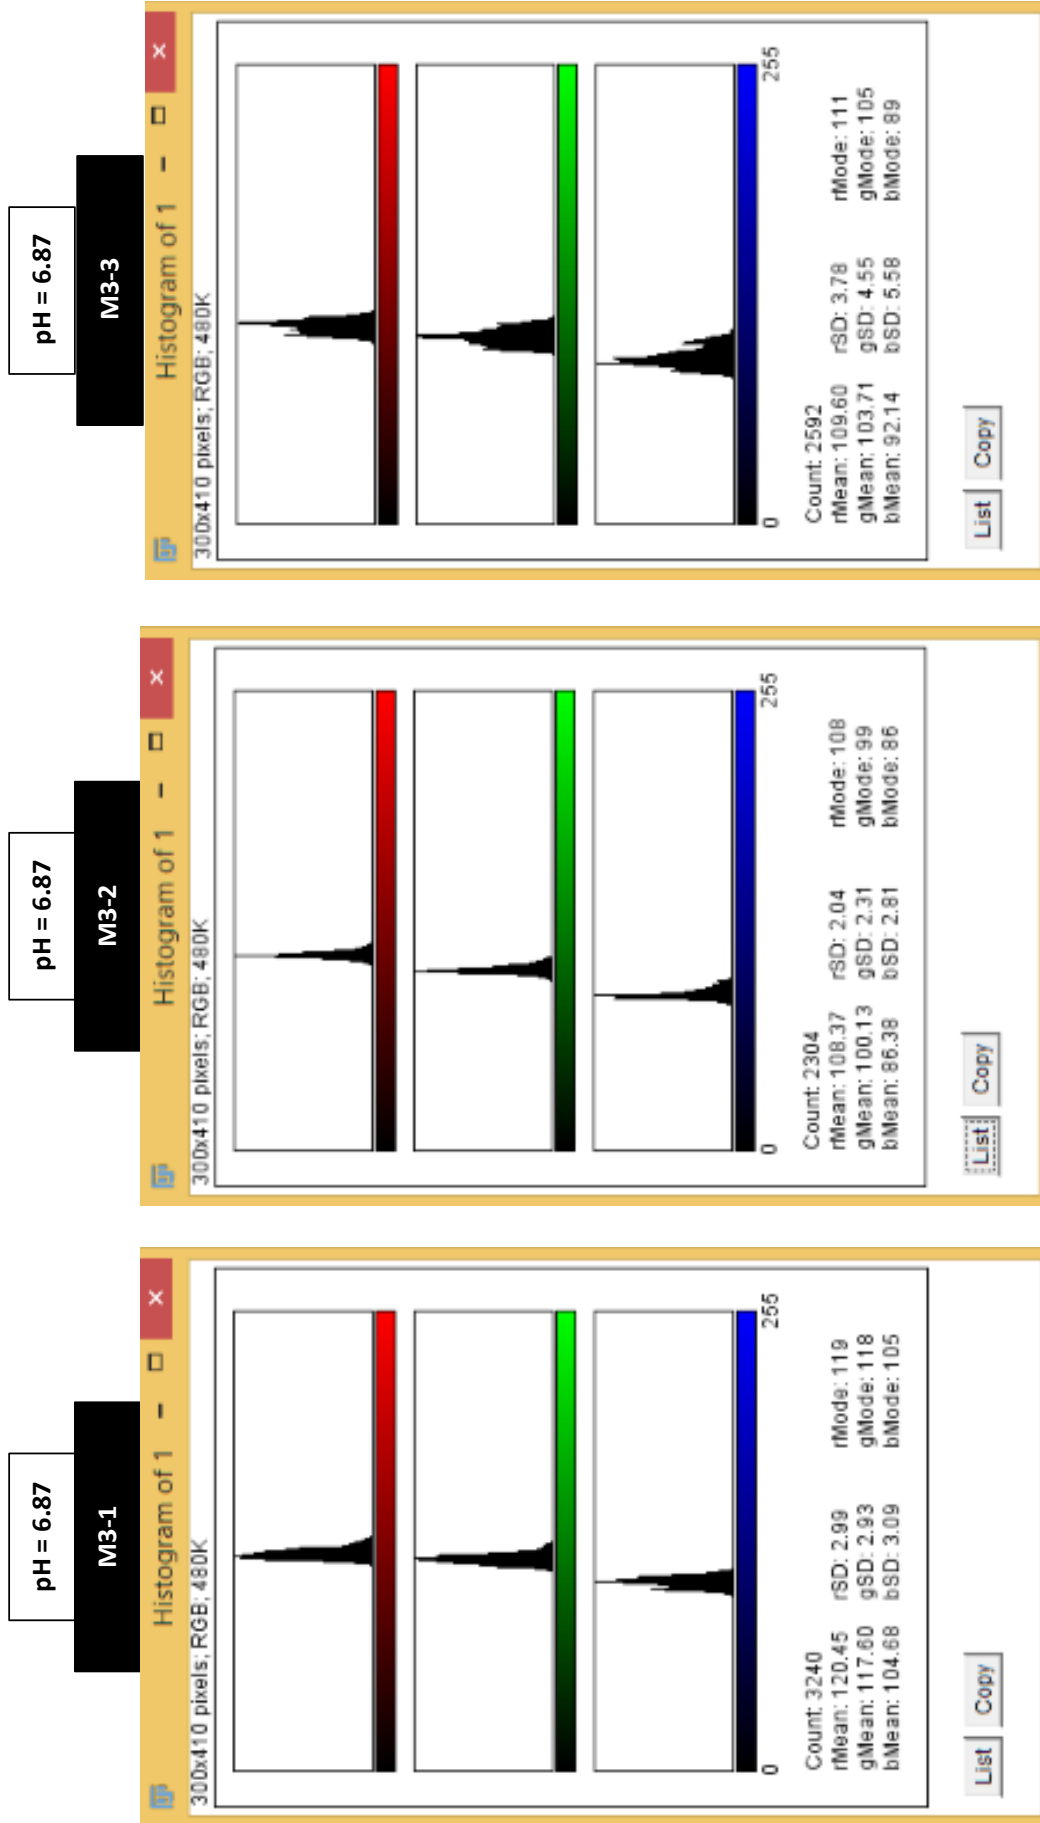 pH = 6.87
M3-1
Histogram of 1
300x410 pixels; RGB; 480K
0 255
Count: 3240
rMean: 120.45 rSD: 2.99 rMode: 119
gMean: 117.60 gSD: 2.93 gMode: 118
bMean: 104.68 bSD: 3.09 bMode: 105
List Copy
pH = 6.87
M3-2
Histogram of 1
300x410 pixels; RGB; 480K
0 255
Count: 2304
rMean: 108.37 rSD: 2.04 rMode: 108
gMean: 100.13 gSD: 2.31 gMode: 99
bMean: 86.38 bSD: 2.81 bMode: 86
List Copy
pH = 6.87
M3-3
Histogram of 1
300x410 pixels; RGB; 480K
0 255
Count: 2592
rMean: 109.60 rSD: 3.78 rMode: 111
gMean: 103.71 gSD: 4.55 gMode: 105
bMean: 92.14 bSD: 5.58 bMode: 89
List Copy